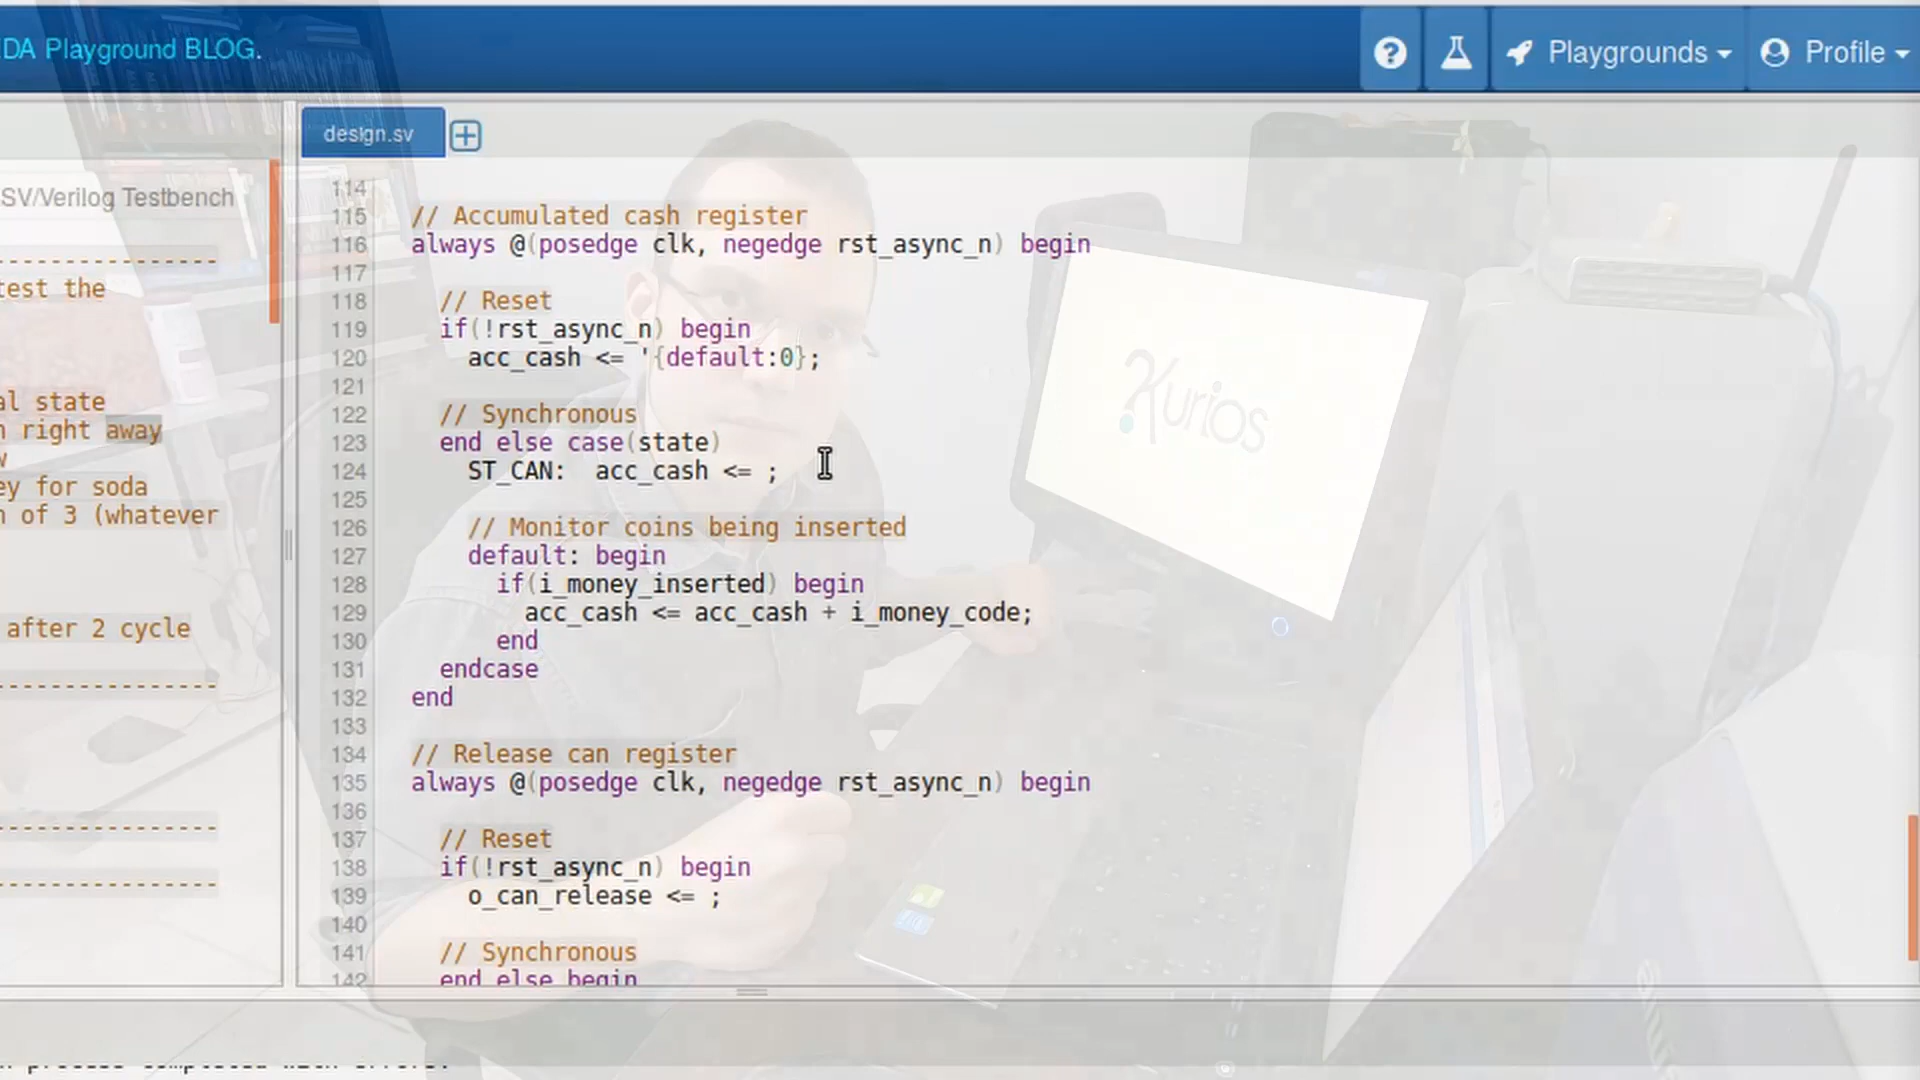 DA Playground BLOG.
Playgrounds
Profile
design.sv
SV/Verilog Testbench
test the
al state
n right away
w
ey for soda
n of 3 (whatever
after 2 cycle
114
115 // Accumulated cash register
116 always @(posedge clk, negedge rst_async_n) begin
117
118 // Reset
119 if(!rst_async_n) begin
120 acc_cash <= '{default:0};
121
122 // Synchronous
123 end else case(state)
124 ST_CAN: acc_cash <= ;
125
126 // Monitor coins being inserted
127 default: begin
128 if(i_money_inserted) begin
129 acc_cash <= acc_cash + i_money_code;
130 end
131 endcase
132 end
133
134 // Release can register
135 always @(posedge clk, negedge rst_async_n) begin
136
137 // Reset
138 if(!rst_async_n) begin
139 o_can_release <= ;
140
141 // Synchronous
142 end else begin
Kurios
process completed with errors.